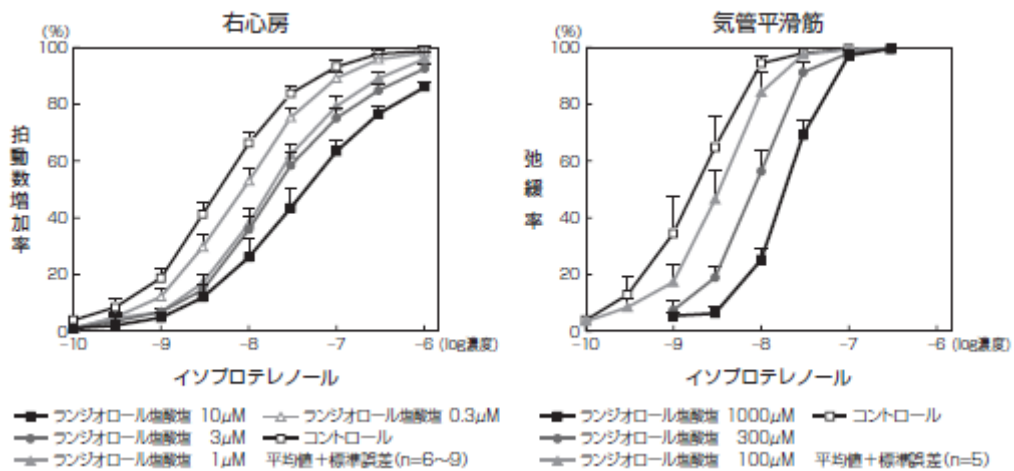 右心房
(%)
100
80
60
40
20
0
拍動数増加率
-10 -9 -8 -7 -6 (log濃度)
イソプロテレノール
ランジオロール塩酸塩 10μM ランジオロール塩酸塩 0.3μM
ランジオロール塩酸塩 3μM コントロール
ランジオロール塩酸塩 1μM 平均値+標準誤差(n=6~9)
気管平滑筋
(%)
100
80
60
40
20
0
弛緩率
-10 -9 -8 -7 -6 (log濃度)
イソプロテレノール
ランジオロール塩酸塩 1000μM コントロール
ランジオロール塩酸塩 300μM
ランジオロール塩酸塩 100μM 平均値+標準誤差(n=5)